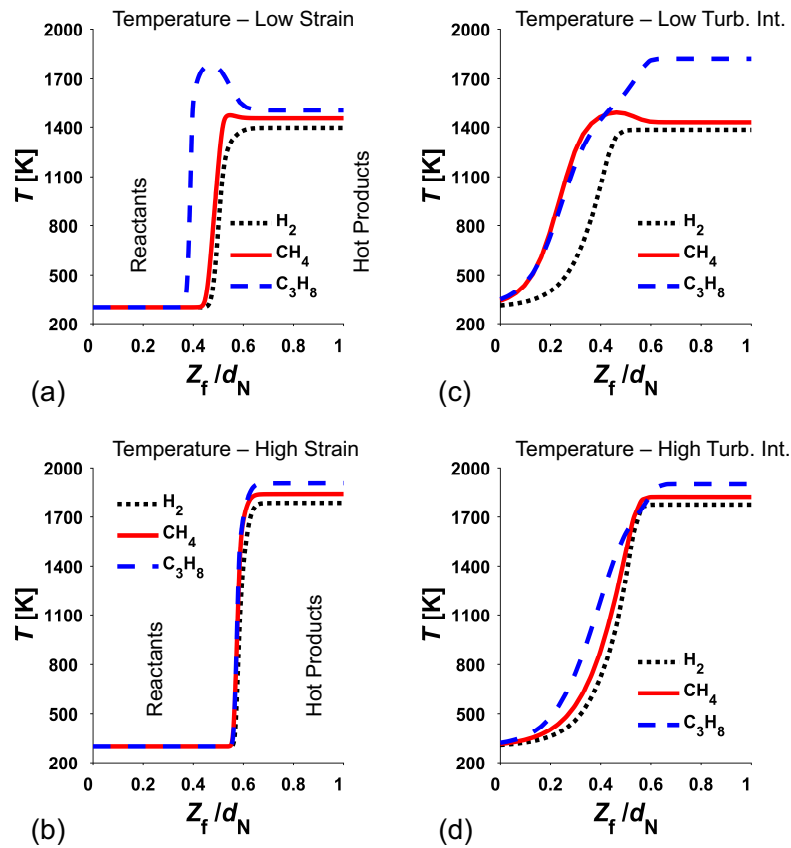 Temperature – Low Strain
2000
1700
1400
1100
800
500
200
T [K]
Reactants
Hot Products
H2
CH4
C3H8
0 0.2 0.4 0.6 0.8 1
Zf /dN
(a)
Temperature – Low Turb. Int.
2000
1700
1400
1100
800
500
200
T [K]
H2
CH4
C3H8
0 0.2 0.4 0.6 0.8 1
Zf /dN
(c)
Temperature – High Strain
2000
1700
1400
1100
800
500
200
T [K]
H2
CH4
C3H8
Reactants
Hot Products
0 0.2 0.4 0.6 0.8 1
Zf /dN
(b)
Temperature – High Turb. Int.
2000
1700
1400
1100
800
500
200
T [K]
H2
CH4
C3H8
0 0.2 0.4 0.6 0.8 1
Zf /dN
(d)